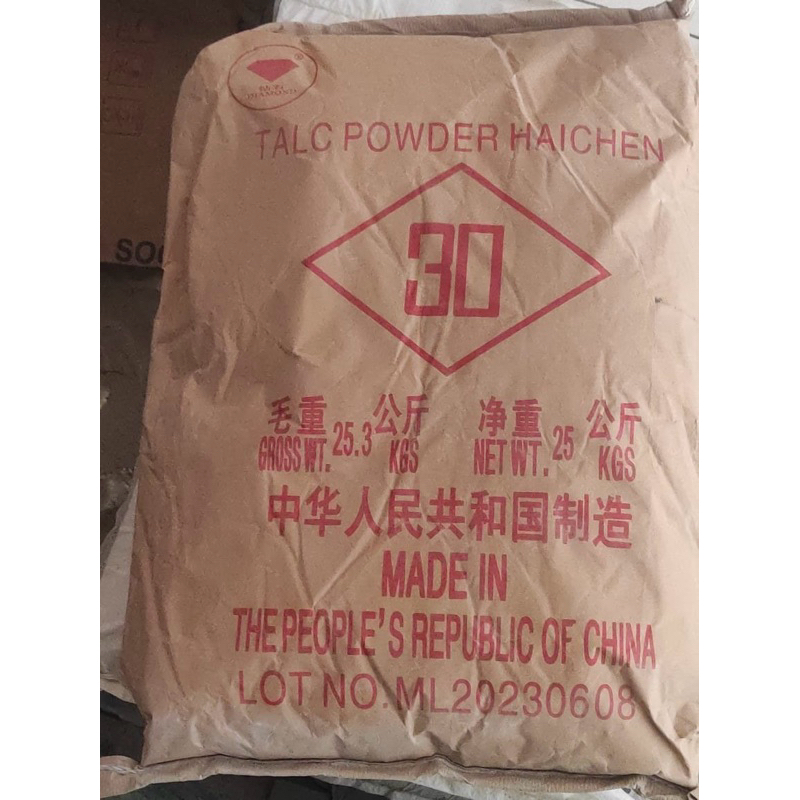 ®
DIAMOND
TALC POWDER HAICHEN
30
毛重 25.3 公斤 净重 25 公斤
GROSS WT. KGS NET WT. KGS
中华人民共和国制造
MADE IN
THE PEOPLE'S REPUBLIC OF CHINA
LOT NO.ML20230608